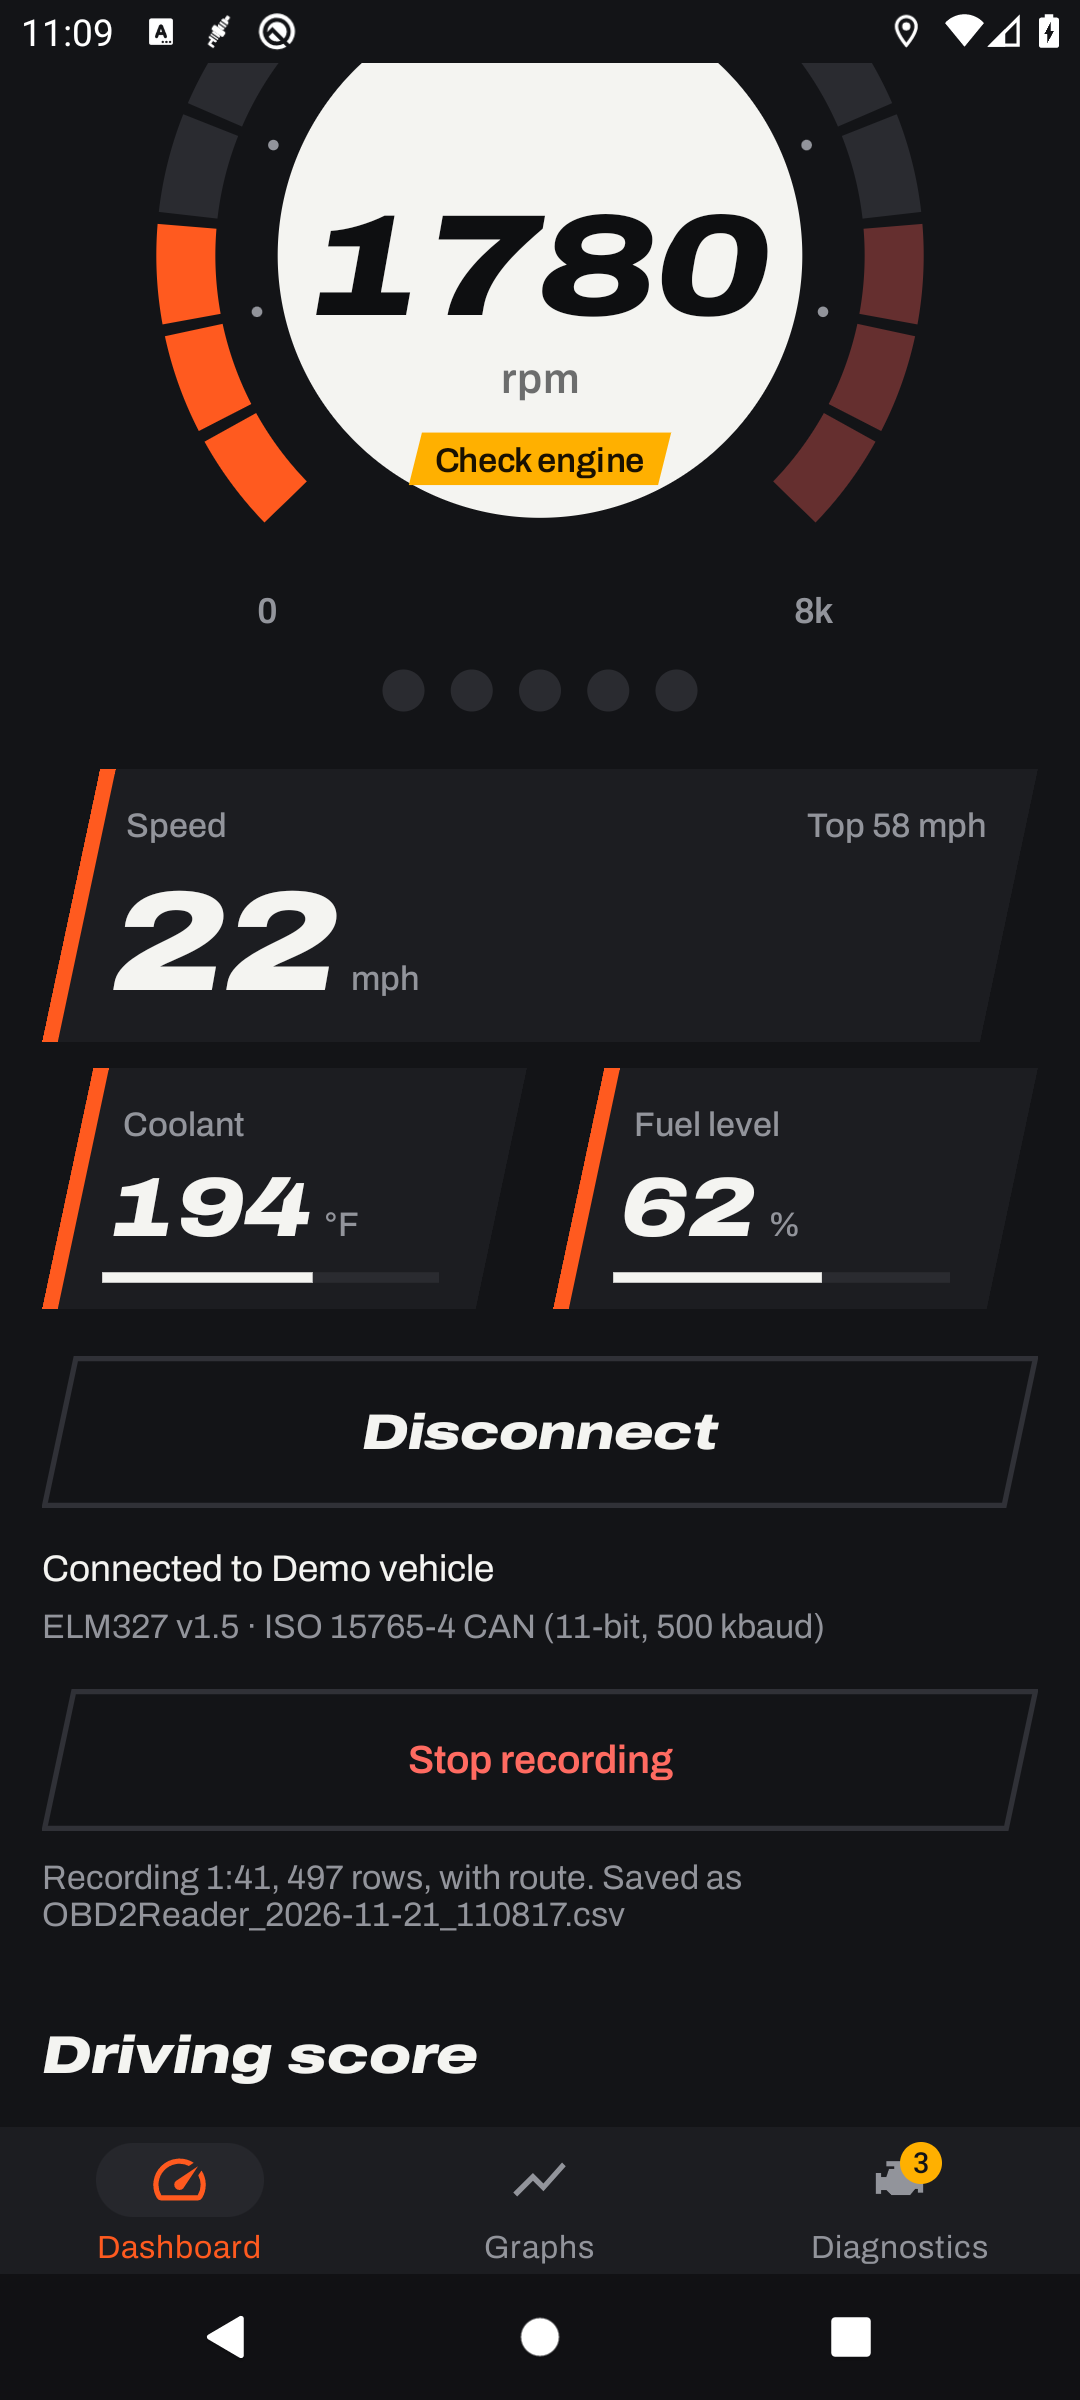 11:09
1780
rpm
Check engine
0
8k
Speed
Top 58 mph
22 mph
Coolant
Fuel level
194 °F
62 %
Disconnect
Connected to Demo vehicle
ELM327 v1.5 · ISO 15765-4 CAN (11-bit, 500 kbaud)
Stop recording
Recording 1:41, 497 rows, with route. Saved as
OBD2Reader_2026-11-21_110817.csv
Driving score
3
Dashboard
Graphs
Diagnostics